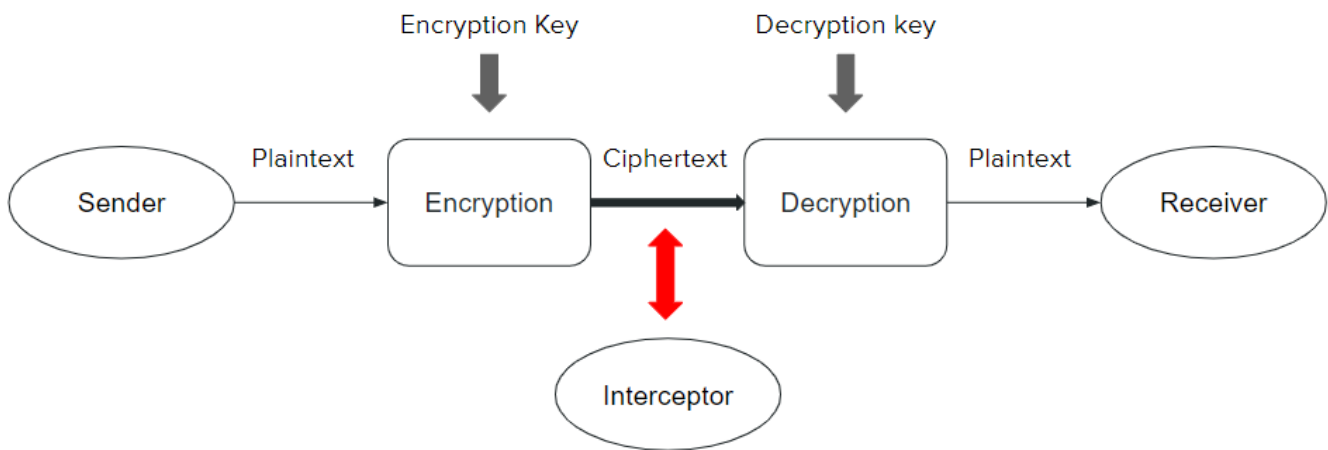 Encryption Key
Decryption key
Plaintext
Ciphertext
Plaintext
Sender
Encryption
Decryption
Receiver
Interceptor